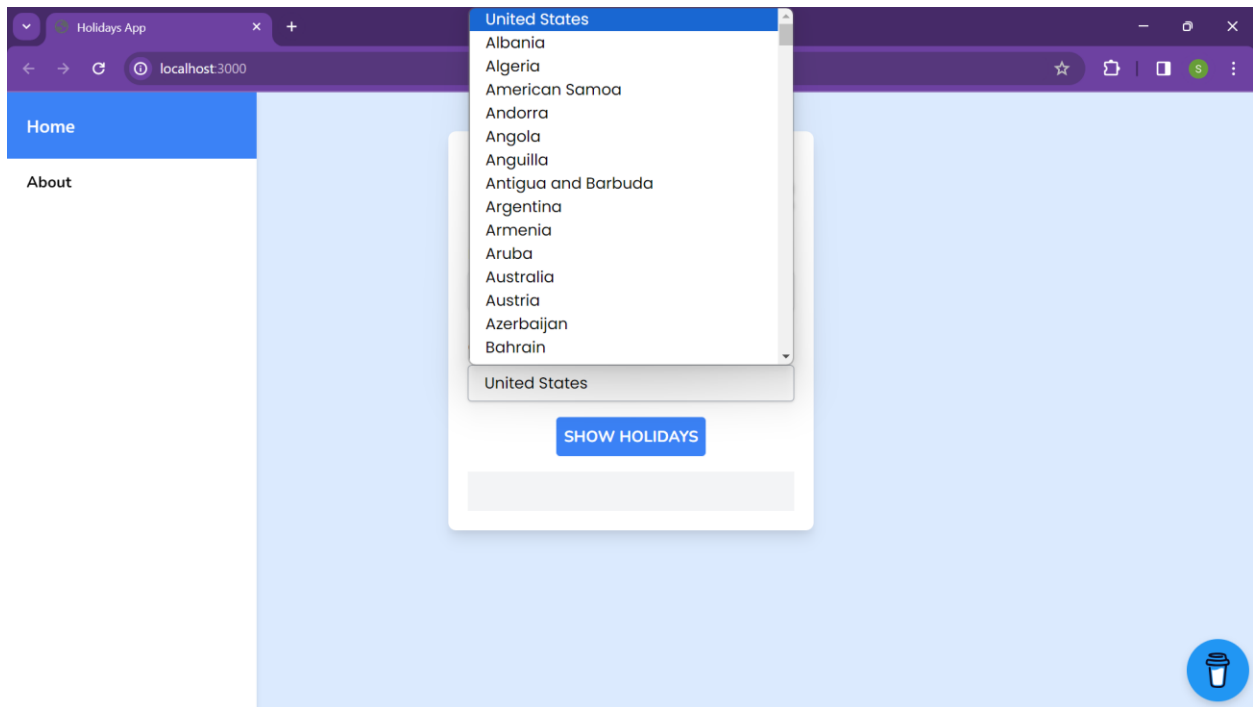 Holidays App
localhost:3000
S
Home
About
United States
Albania
Algeria
American Samoa
Andorra
Angola
Anguilla
Antigua and Barbuda
Argentina
Armenia
Aruba
Australia
Austria
Azerbaijan
Bahrain
United States
SHOW HOLIDAYS